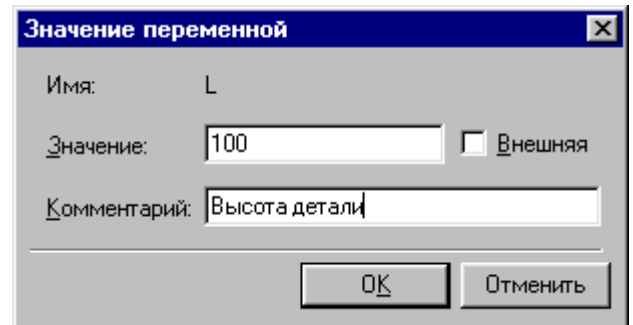 Значение переменной
Имя: L
Значение: 100 Внешняя
Комментарий: Высота детали
OK Отменить